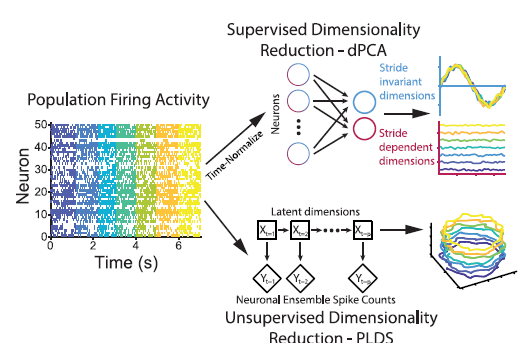 Supervised Dimensionality
Reduction - dPCA
Population Firing Activity
Neuron
50
40
30
20
10
0
0 2 4 6
Time (s)
Time-Normalize
Neurons
Stride
invariant
dimensions
Stride
dependent
dimensions
Latent dimensions
Xt=1 Xt=2 Xt=p
Yt=1 Yt=2 Yt=p
Neuronal Ensemble Spike Counts
Unsupervised Dimensionality
Reduction - PLDS